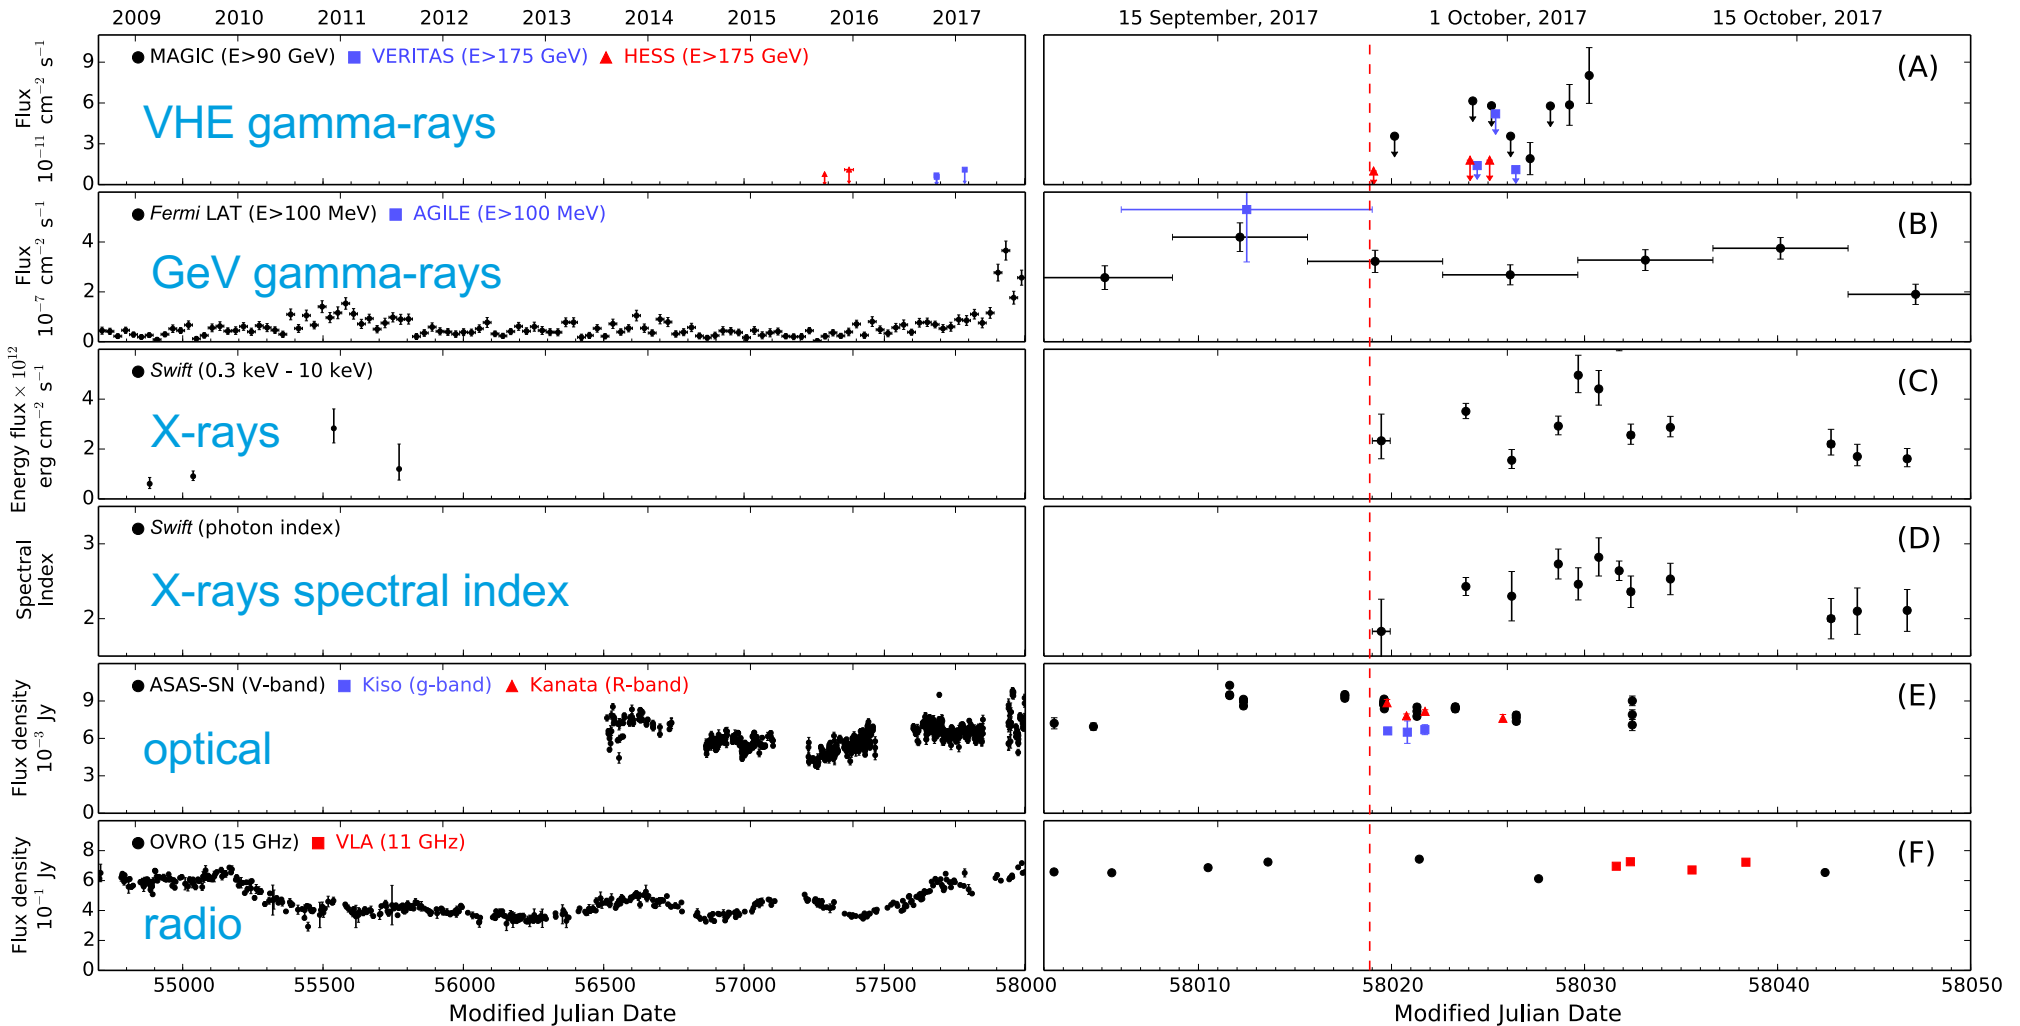 2009 2010 2011 2012 2013 2014 2015 2016 2017 15 September, 2017 1 October, 2017 15 October, 2017
Flux
10⁻¹¹ cm⁻² s⁻¹
9
6
3
0
MAGIC (E>90 GeV) VERITAS (E>175 GeV) HESS (E>175 GeV)
VHE gamma-rays
(A)
Flux
10⁻⁷ cm⁻² s⁻¹
4
2
0
Fermi LAT (E>100 MeV) AGILE (E>100 MeV)
GeV gamma-rays
(B)
Energy flux × 10¹²
erg cm⁻² s⁻¹
4
2
0
Swift (0.3 keV - 10 keV)
X-rays
(C)
Spectral
Index
3
2
Swift (photon index)
X-rays spectral index
(D)
Flux density
10⁻³ Jy
9
6
3
0
ASAS-SN (V-band) Kiso (g-band) Kanata (R-band)
optical
(E)
Flux density
10⁻¹ Jy
8
6
4
2
0
OVRO (15 GHz) VLA (11 GHz)
radio
(F)
55000 55500 56000 56500 57000 57500 58000 58010 58020 58030 58040 58050
Modified Julian Date Modified Julian Date